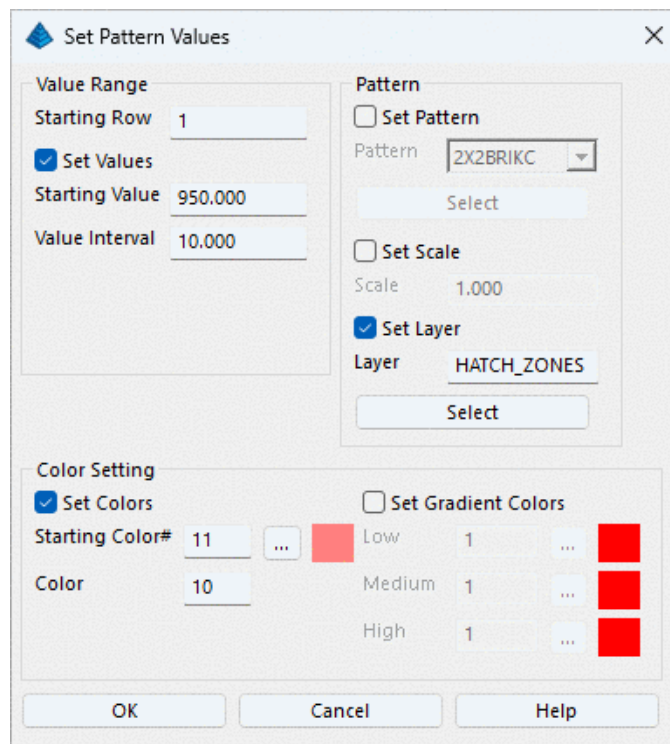 Set Pattern Values
Value Range
Starting Row 1
Set Values
Starting Value 950.000
Value Interval 10.000
Pattern
Set Pattern
Pattern 2X2BRIKC
Select
Set Scale
Scale 1.000
Set Layer
Layer HATCH_ZONES
Select
Color Setting
Set Colors
Starting Color# 11 ...
Color 10
Set Gradient Colors
Low 1 ...
Medium 1 ...
High 1 ...
OK Cancel Help